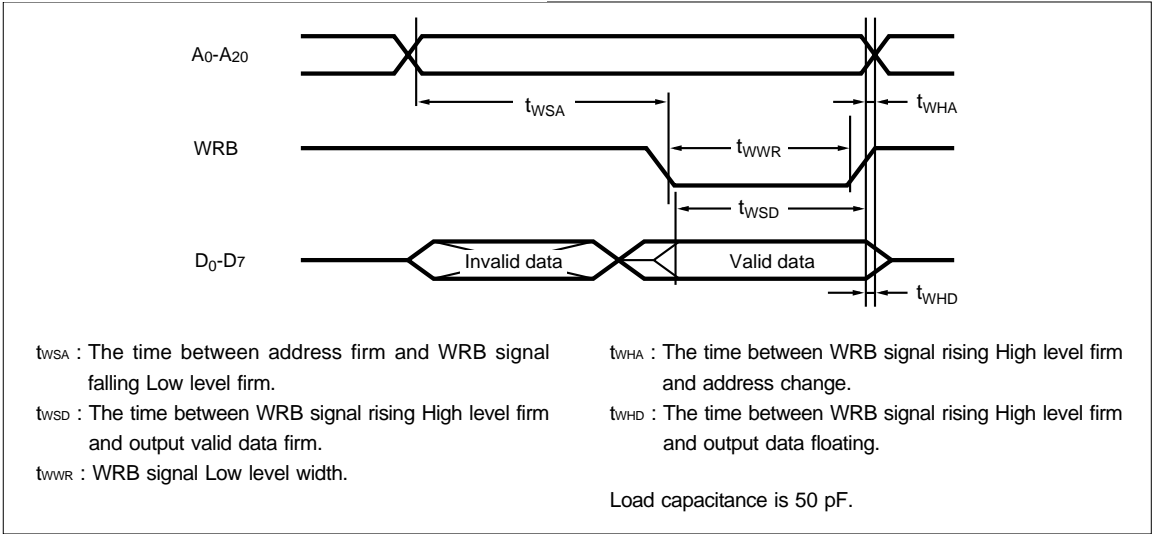 A0-A20
tWSA
tWHA
WRB
tWWR
tWSD
D0-D7
Invalid data
Valid data
tWHD
tWSA : The time between address firm and WRB signal
falling Low level firm.
tWSD : The time between WRB signal rising High level firm
and output valid data firm.
tWWR : WRB signal Low level width.
tWHA : The time between WRB signal rising High level firm
and address change.
tWHD : The time between WRB signal rising High level firm
and output data floating.
Load capacitance is 50 pF.